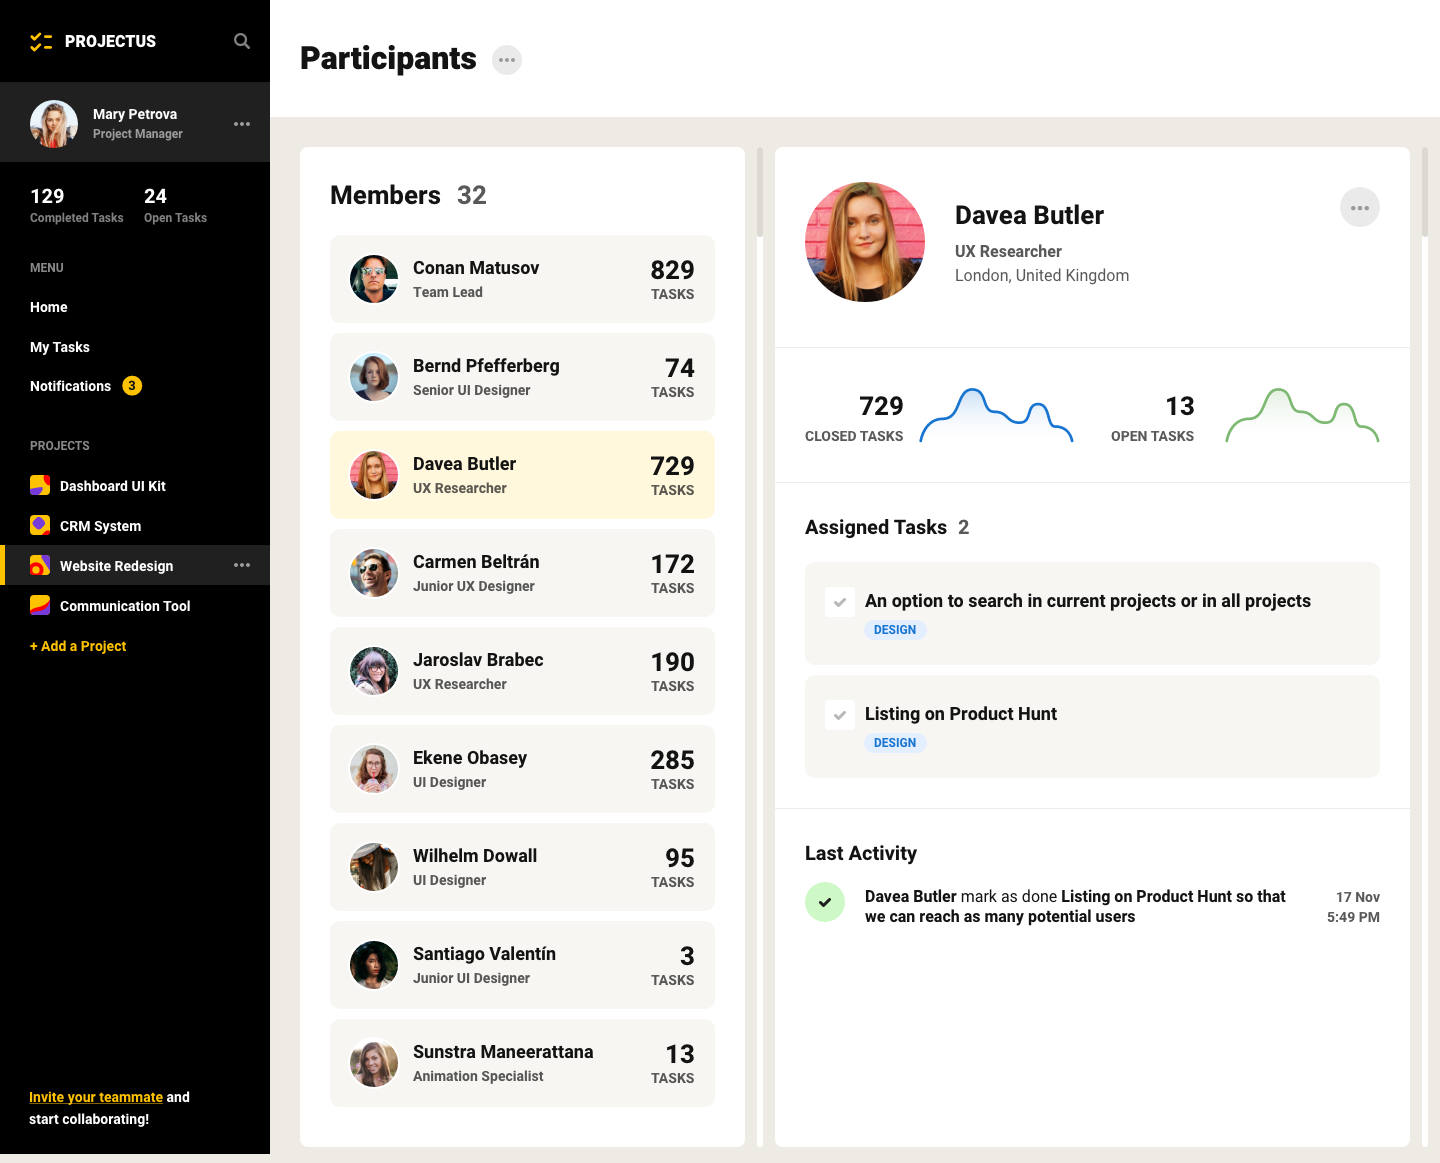 PROJECTUS
Mary Petrova
Project Manager
129
Completed Tasks
24
Open Tasks
MENU
Home
My Tasks
Notifications 3
PROJECTS
Dashboard UI Kit
CRM System
Website Redesign
Communication Tool
+ Add a Project
Invite your teammate and
start collaborating!
Participants
Members 32
Conan Matusov
Team Lead
829
TASKS
Bernd Pfefferberg
Senior UI Designer
74
TASKS
Davea Butler
UX Researcher
729
TASKS
Carmen Beltrán
Junior UX Designer
172
TASKS
Jaroslav Brabec
UX Researcher
190
TASKS
Ekene Obasey
UI Designer
285
TASKS
Wilhelm Dowall
UI Designer
95
TASKS
Santiago Valentín
Junior UI Designer
3
TASKS
Sunstra Maneerattana
Animation Specialist
13
TASKS
Davea Butler
UX Researcher
London, United Kingdom
729
CLOSED TASKS
13
OPEN TASKS
Assigned Tasks 2
An option to search in current projects or in all projects
DESIGN
Listing on Product Hunt
DESIGN
Last Activity
Davea Butler mark as done Listing on Product Hunt so that
we can reach as many potential users
17 Nov
5:49 PM